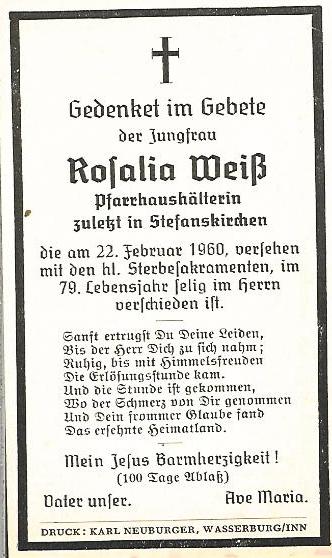 Gedenket im Gebete
der Jungfrau
Rosalia Weiß
Pfarrhaushälterin
zuletzt in Stefanskirchen
die am 22. Februar 1960, versehen
mit den hl. Sterbesakramenten, im
79. Lebensjahr selig im Herrn
verschieden ist.
Sanft ertrugst Du Deine Leiden,
Bis der Herr Dich zu sich nahm;
Ruhig, bis mit Himmelsfreuden
Die Erlösungsstunde kam.
Und die Stunde ist gekommen,
Wo der Schmerz von Dir genommen
Und Dein frommer Glaube fand
Das ersehnte Heimatland.
Mein Jesus Barmherzigkeit!
(100 Tage Ablaß)
Vater unser. Ave Maria.
DRUCK: KARL NEUBURGER, WASSERBURG/INN